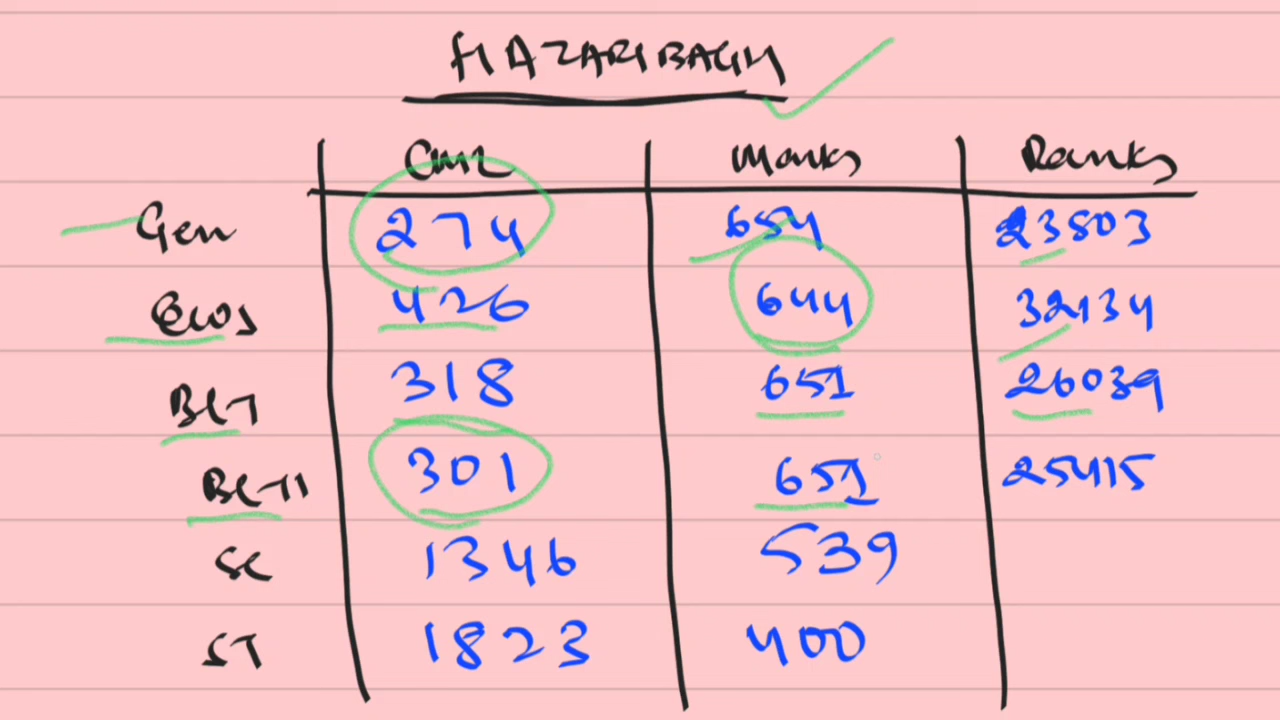 HAZARIBAGH
CML Marks Ranks
Gen 274 654 23803
Ews 426 644 32134
BC I 318 651 26039
BC II 301 651 25415
SC 1346 539
ST 1823 400